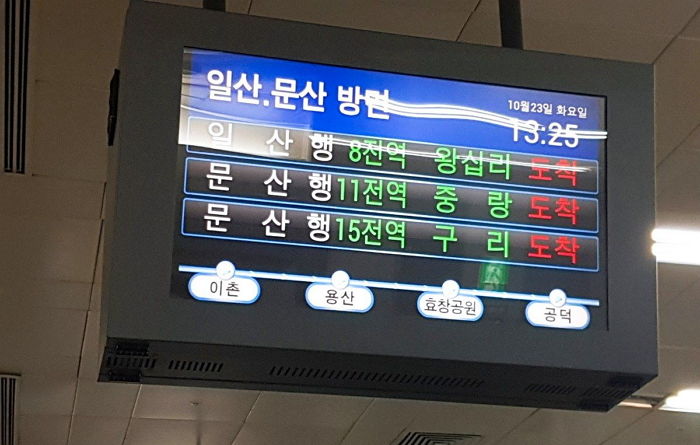 일산.문산 방면
10월23일 화요일
13:25
일 산 행 8전역 왕십리 도착
문 산 행 11전역 중 랑 도착
문 산 행 15전역 구 리 도착
이촌 용산 효창공원 공덕